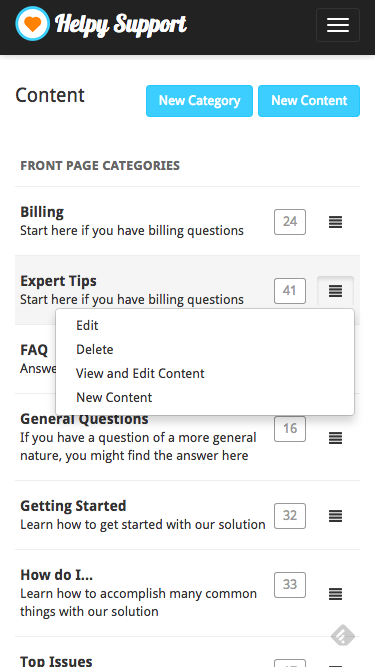 Helpy Support
Content
New Category
New Content
FRONT PAGE CATEGORIES
Billing
Start here if you have billing questions
24
Expert Tips
Start here if you have billing questions
41
Edit
Delete
View and Edit Content
New Content
FAQ
General Questions
If you have a question of a more general
nature, you might find the answer here
16
Getting Started
Learn how to get started with our solution
32
How do I...
Learn how to accomplish many common
things with our solution
33
Top Issues